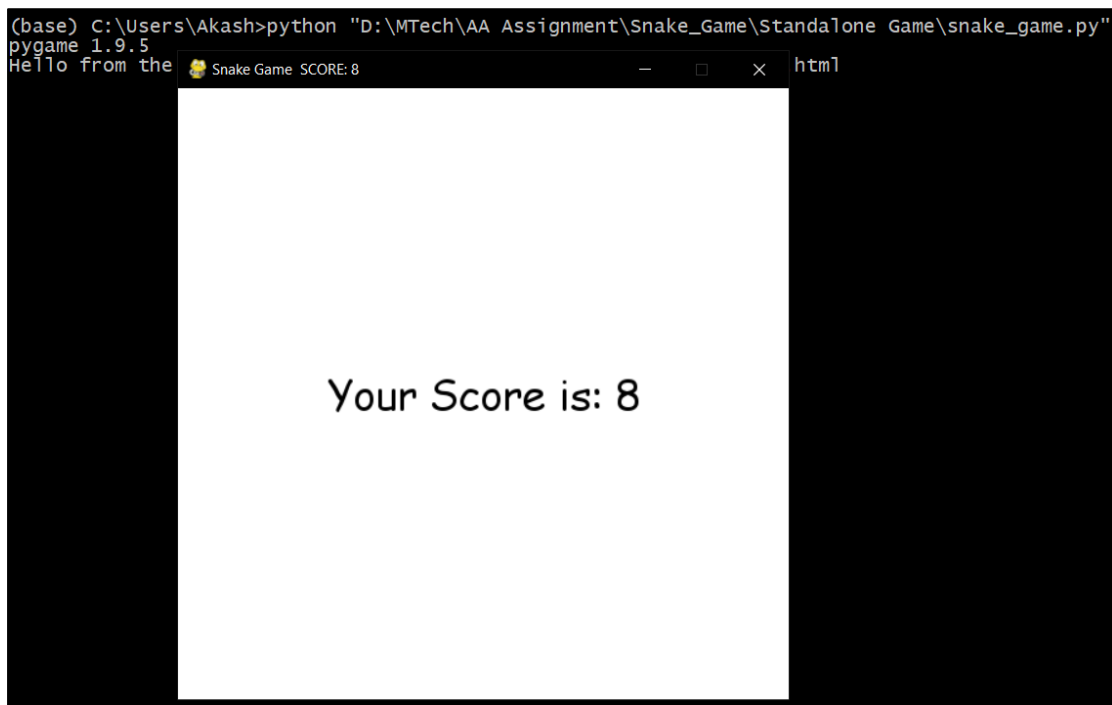 (base) C:\Users\Akash>python "D:\MTech\AA Assignment\Snake_Game\Standalone Game\snake_game.py"
pygame 1.9.5
Hello from the html
Snake Game SCORE: 8
Your Score is: 8